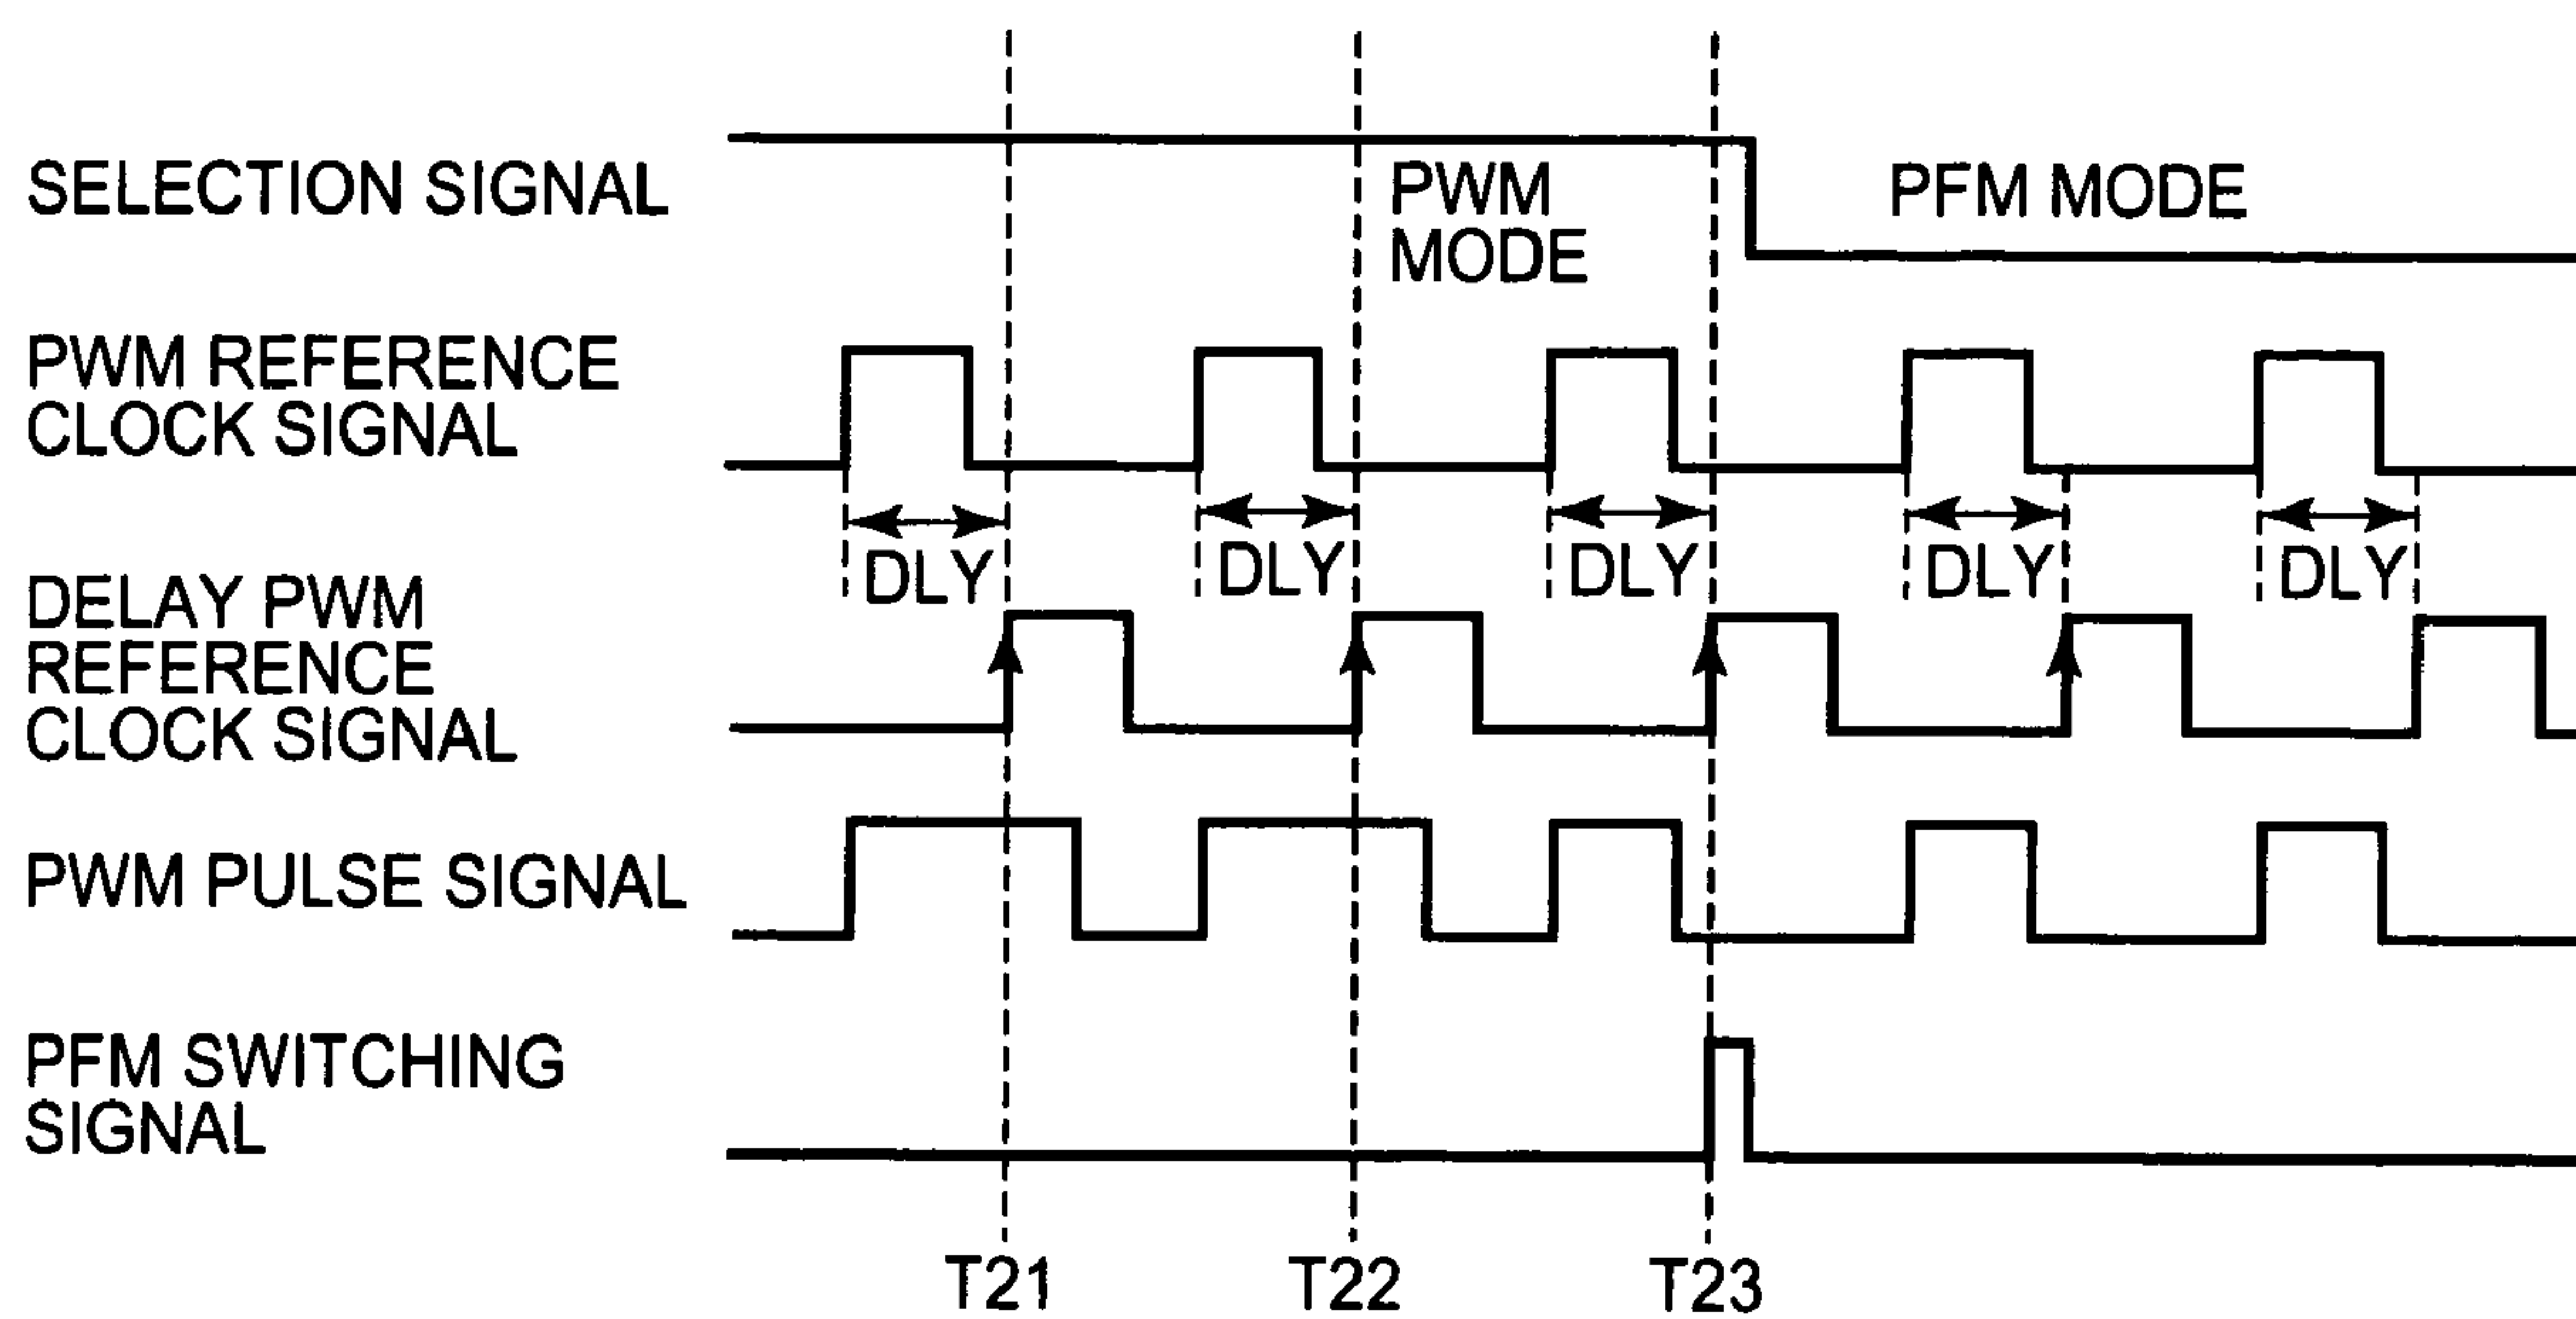 SELECTION SIGNAL
PWM
MODE
PFM MODE
PWM REFERENCE
CLOCK SIGNAL
DLY
DLY
DLY
DLY
DLY
DELAY PWM
REFERENCE
CLOCK SIGNAL
PWM PULSE SIGNAL
PFM SWITCHING
SIGNAL
T21
T22
T23